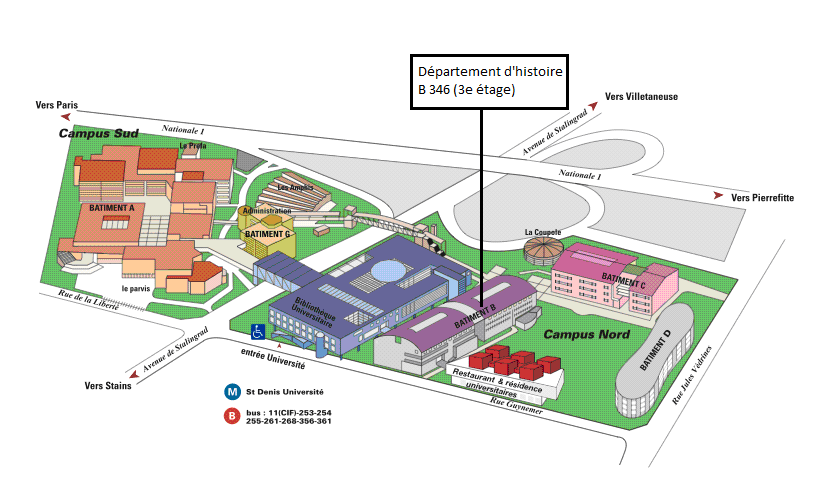 Département d'histoire
B 346 (3e étage)
Vers Villetaneuse
Vers Paris
Avenue de Stalingrad
Campus Sud
Nationale 1
Le Preta
Nationale 1
Vers Pierrefitte
Les Amphis
BATIMENT A
Administration
BATIMENT G
La Coupole
BATIMENT C
le parvis
Rue de la Liberté
Bibliothèque
Universitaire
BATIMENT B
Campus Nord
BATIMENT D
Avenue de Stalingrad
entrée Université
Vers Stains
Restaurant & résidence
universitaires
Rue Guynemer
Rue Jules Védrines
M St Denis Université
B bus : 11(CIF)-253-254
255-261-268-356-361